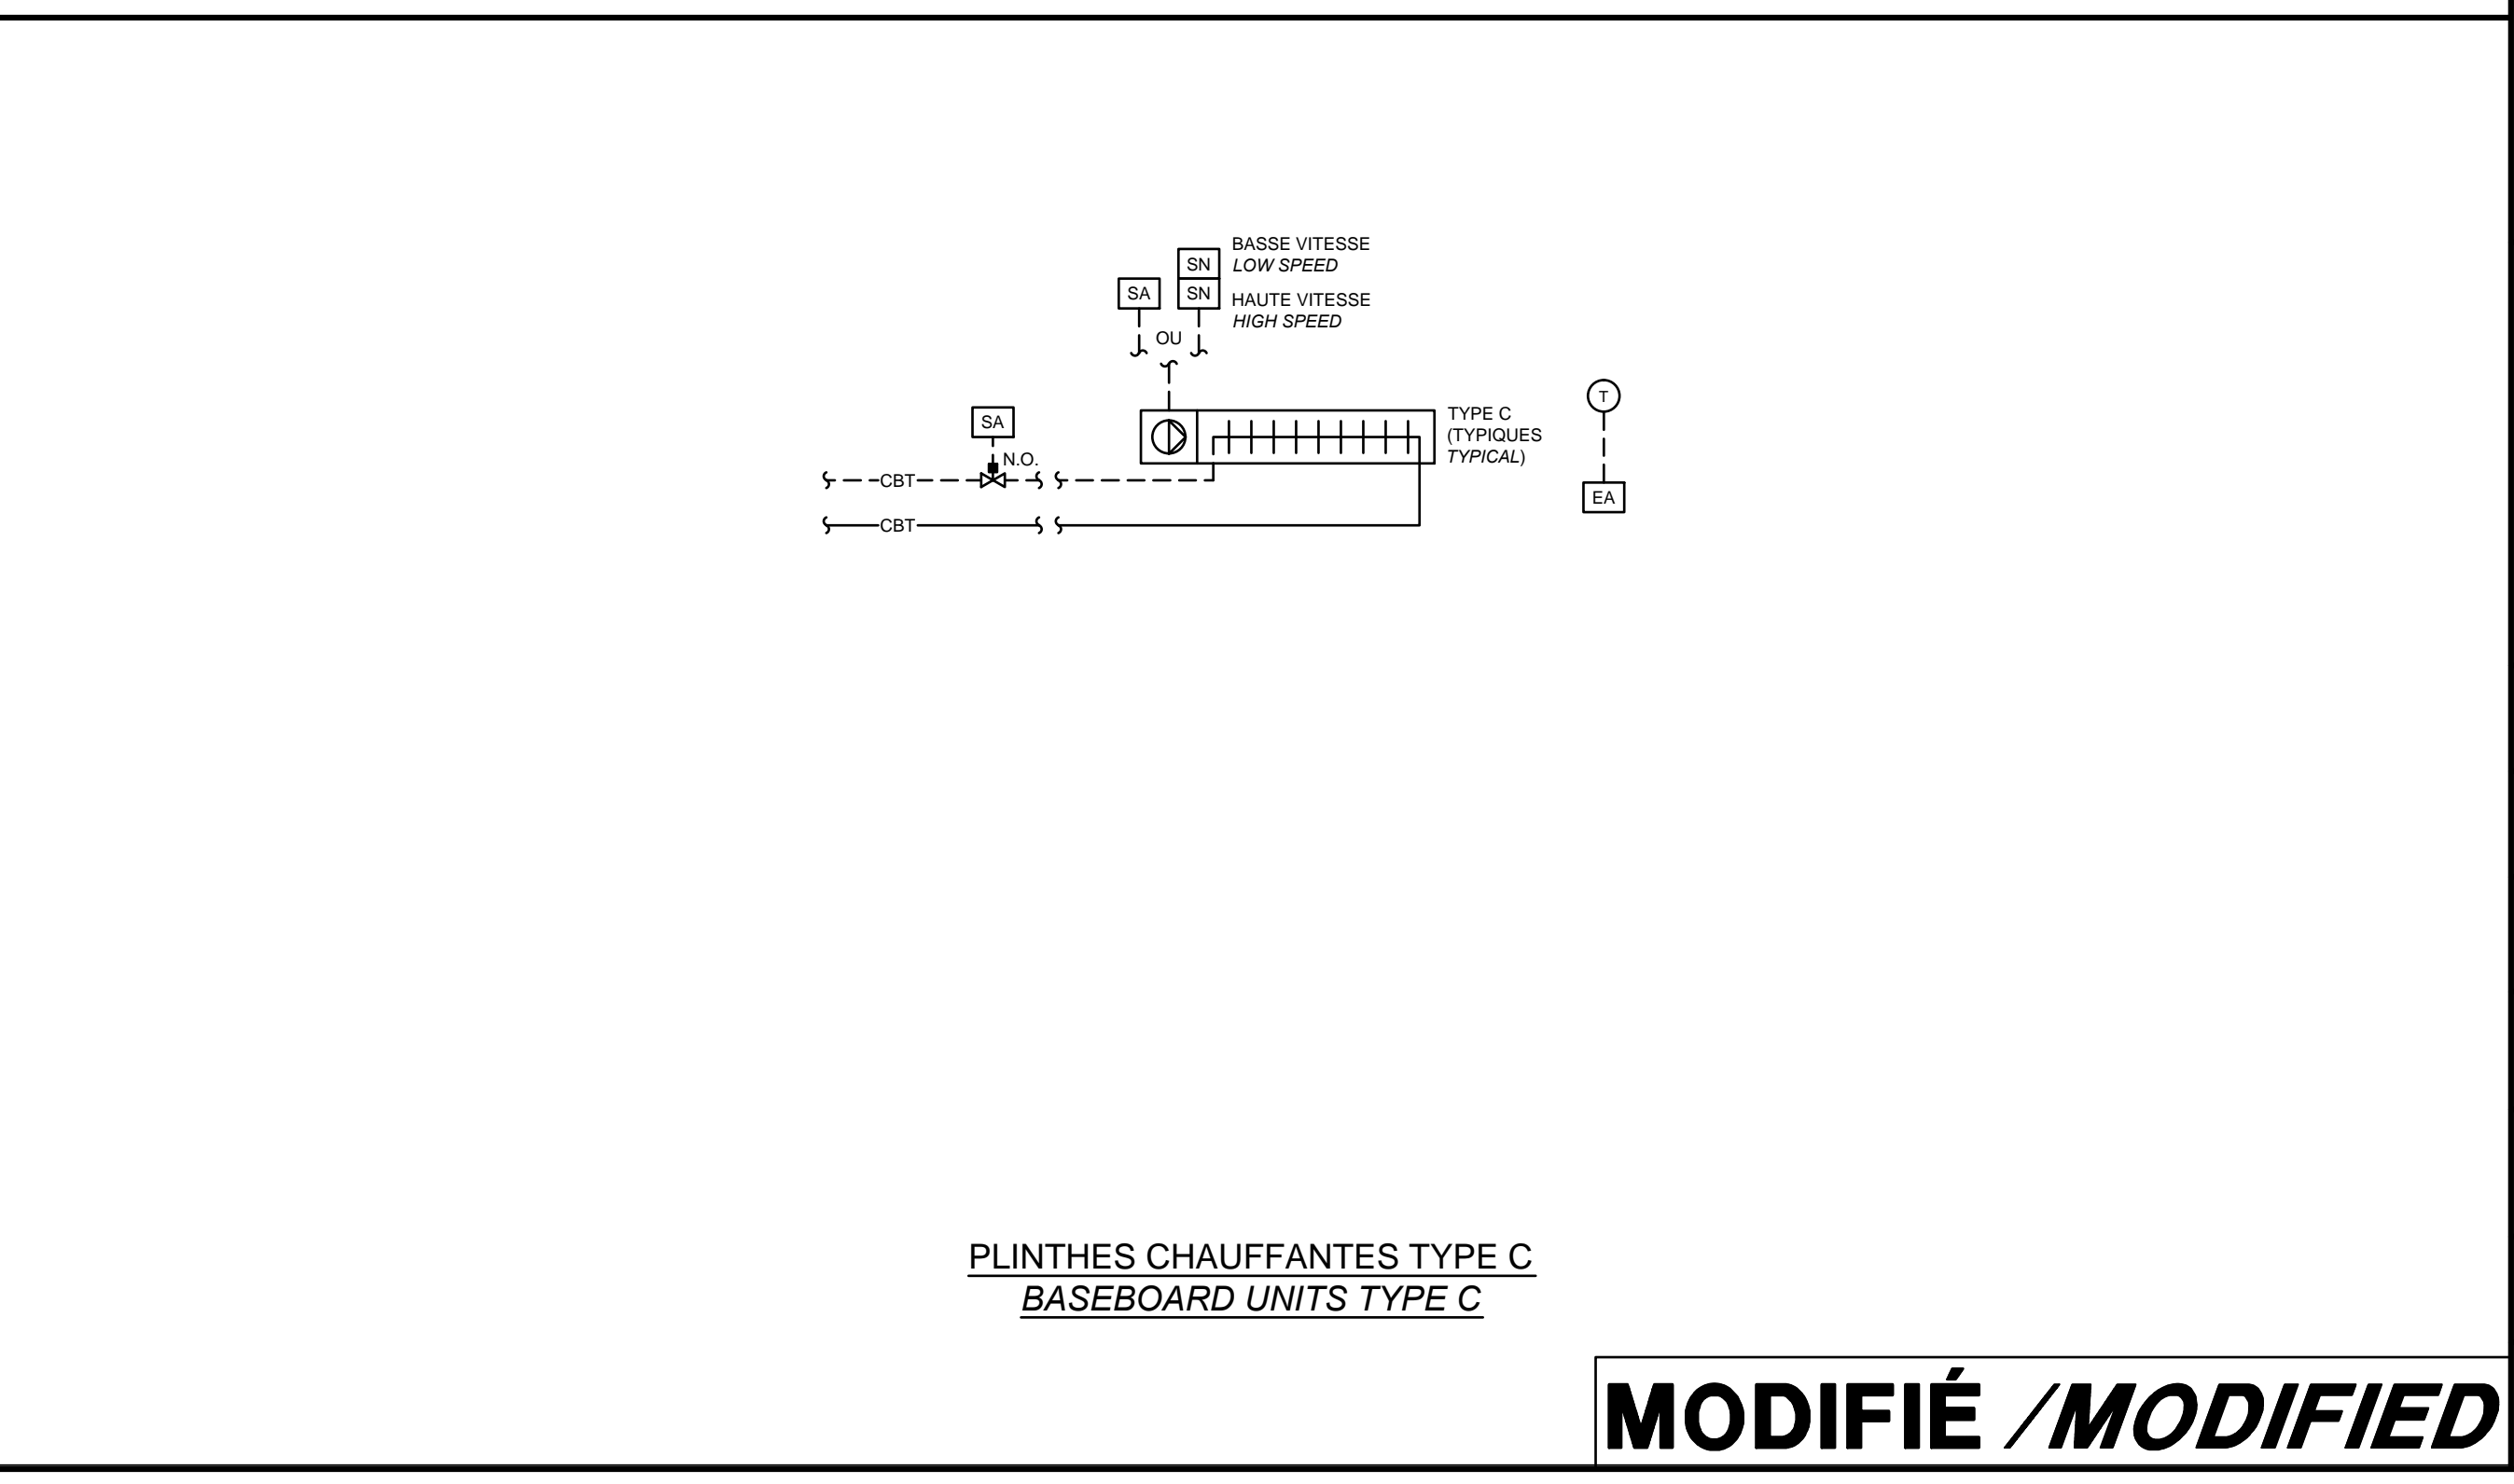 BASSE VITESSE
LOW SPEED
SN
SA
SN
HAUTE VITESSE
HIGH SPEED
OU
T
TYPE C
(TYPIQUES
TYPICAL)
SA
N.O.
CBT
EA
CBT
PLINTHES CHAUFFANTES TYPE C
BASEBOARD UNITS TYPE C
MODIFIÉ /MODIFIED